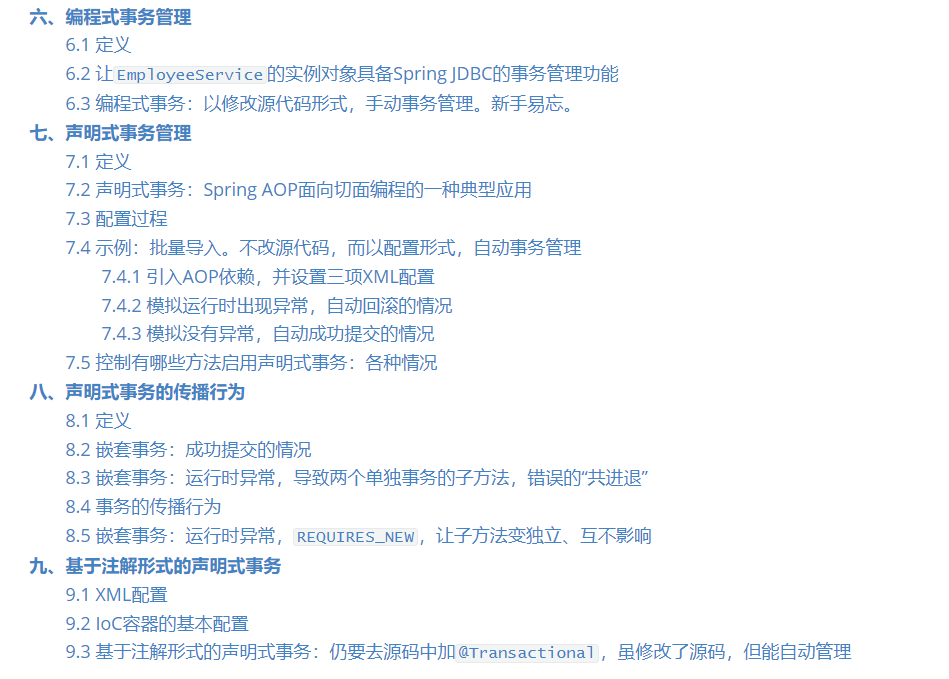 六、编程式事务管理
6.1 定义
6.2 让EmployeeService的实例对象具备Spring JDBC的事务管理功能
6.3 编程式事务：以修改源代码形式，手动事务管理。新手易忘。
七、声明式事务管理
7.1 定义
7.2 声明式事务：Spring AOP面向切面编程的一种典型应用
7.3 配置过程
7.4 示例：批量导入。不改源代码，而以配置形式，自动事务管理
7.4.1 引入AOP依赖，并设置三项XML配置
7.4.2 模拟运行时出现异常，自动回滚的情况
7.4.3 模拟没有异常，自动成功提交的情况
7.5 控制有哪些方法启用声明式事务：各种情况
八、声明式事务的传播行为
8.1 定义
8.2 嵌套事务：成功提交的情况
8.3 嵌套事务：运行时异常，导致两个单独事务的子方法，错误的“共进退”
8.4 事务的传播行为
8.5 嵌套事务：运行时异常，REQUIRES_NEW，让子方法变独立、互不影响
九、基于注解形式的声明式事务
9.1 XML配置
9.2 IoC容器的基本配置
9.3 基于注解形式的声明式事务：仍要去源码中加@Transactional，虽修改了源码，但能自动管理